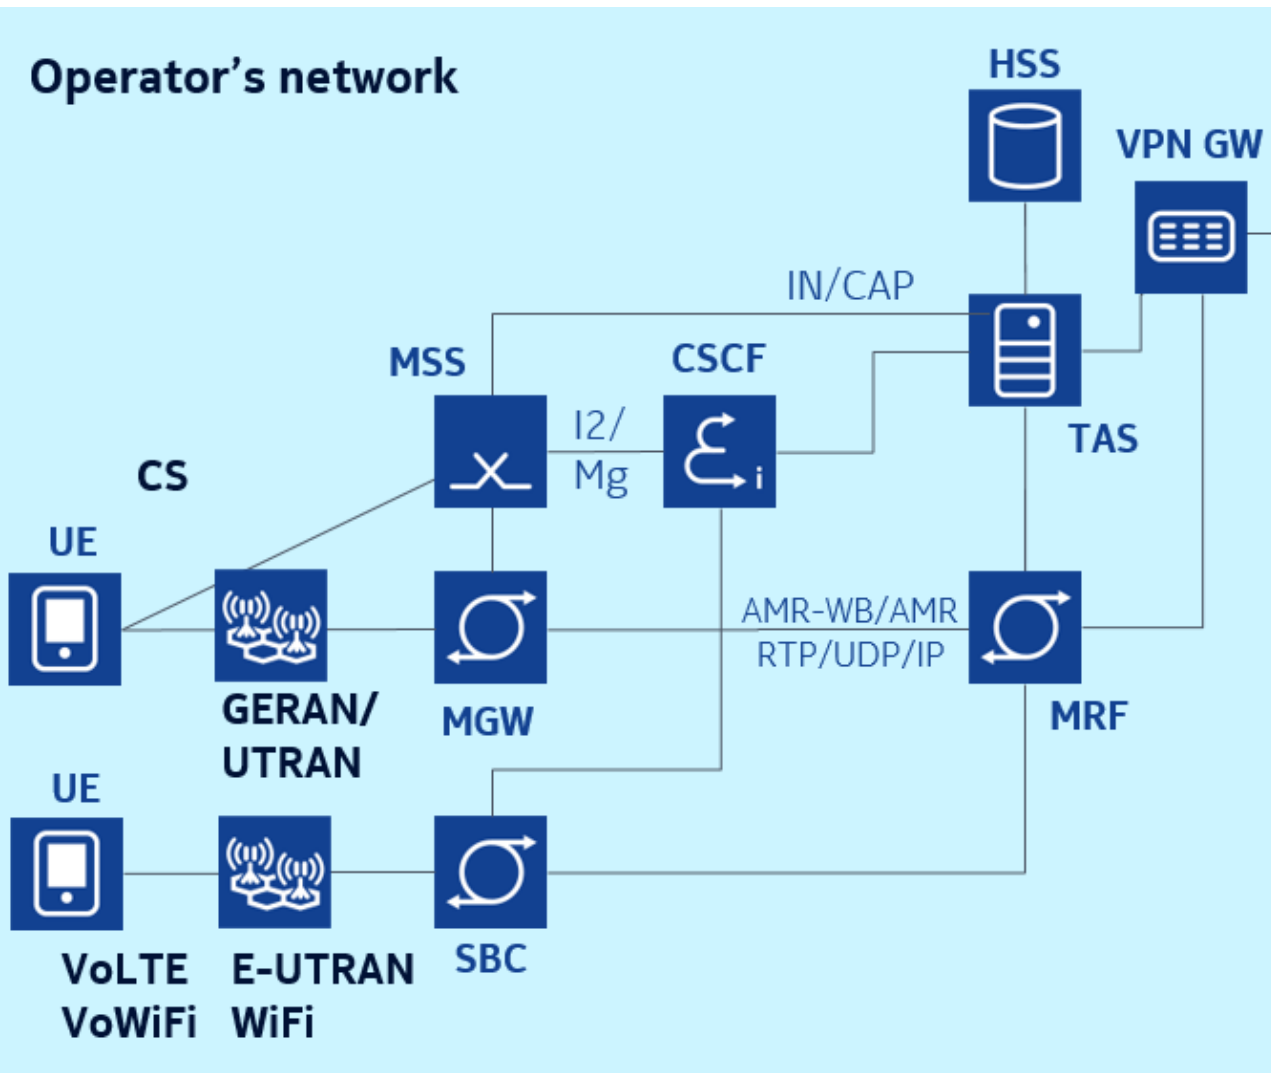 Operator's network
HSS
VPN GW
IN/CAP
MSS
CSCF
I2/
Mg
TAS
CS
UE
i
AMR-WB/AMR
RTP/UDP/IP
GERAN/
UTRAN
MGW
MRF
UE
SBC
VoLTE
VoWiFi
E-UTRAN
WiFi